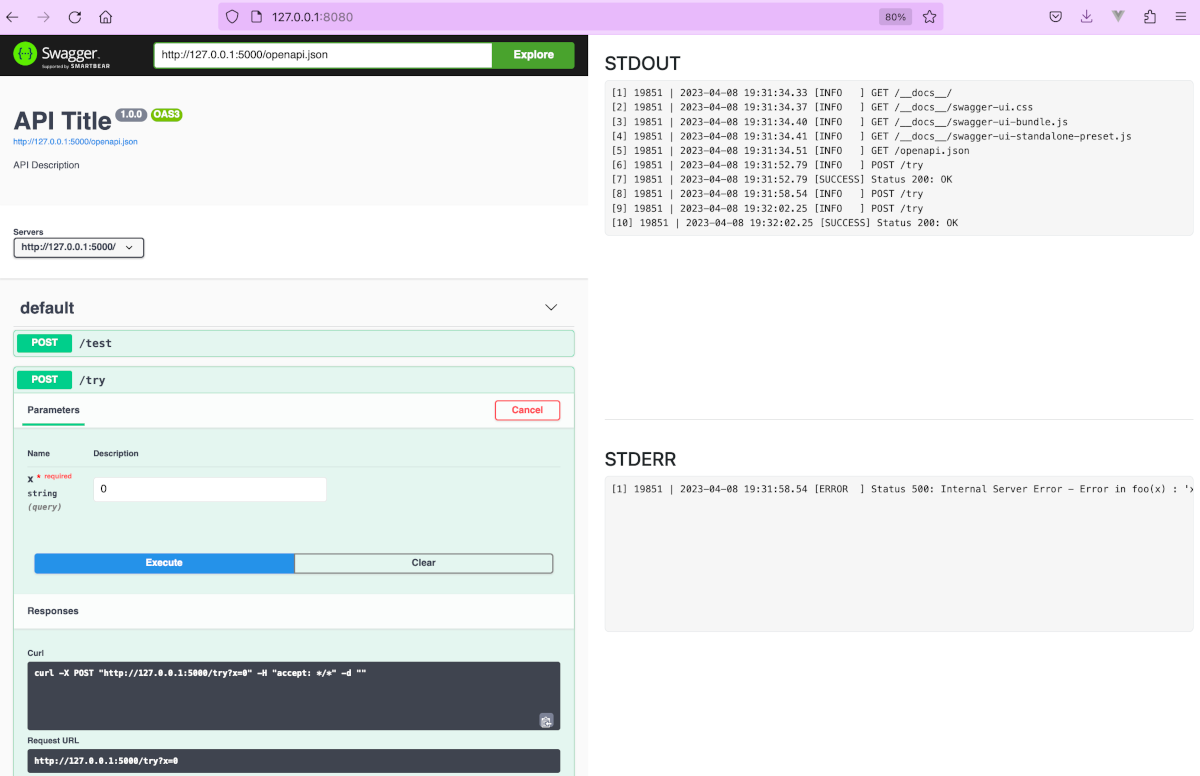 127.0.0.1:8080
80%
Swagger.
Supported by SMARTBEAR
http://127.0.0.1:5000/openapi.json
Explore
API Title 1.0.0 OAS3
http://127.0.0.1:5000/openapi.json
API Description
Servers
http://127.0.0.1:5000/
default
POST /test
POST /try
Parameters
Cancel
Name Description
x * required
string
(query)
0
Execute
Clear
Responses
Curl
curl -X POST "http://127.0.0.1:5000/try?x=0" -H "accept: */*" -d ""
Request URL
http://127.0.0.1:5000/try?x=0
STDOUT
[1] 19851 | 2023-04-08 19:31:34.33 [INFO   ] GET /__docs__/
[2] 19851 | 2023-04-08 19:31:34.37 [INFO   ] GET /__docs__/swagger-ui.css
[3] 19851 | 2023-04-08 19:31:34.40 [INFO   ] GET /__docs__/swagger-ui-bundle.js
[4] 19851 | 2023-04-08 19:31:34.41 [INFO   ] GET /__docs__/swagger-ui-standalone-preset.js
[5] 19851 | 2023-04-08 19:31:34.51 [INFO   ] GET /openapi.json
[6] 19851 | 2023-04-08 19:31:52.79 [INFO   ] POST /try
[7] 19851 | 2023-04-08 19:31:52.79 [SUCCESS] Status 200: OK
[8] 19851 | 2023-04-08 19:31:58.54 [INFO   ] POST /try
[9] 19851 | 2023-04-08 19:32:02.25 [INFO   ] POST /try
[10] 19851 | 2023-04-08 19:32:02.25 [SUCCESS] Status 200: OK
STDERR
[1] 19851 | 2023-04-08 19:31:58.54 [ERROR  ] Status 500: Internal Server Error - Error in foo(x) : '